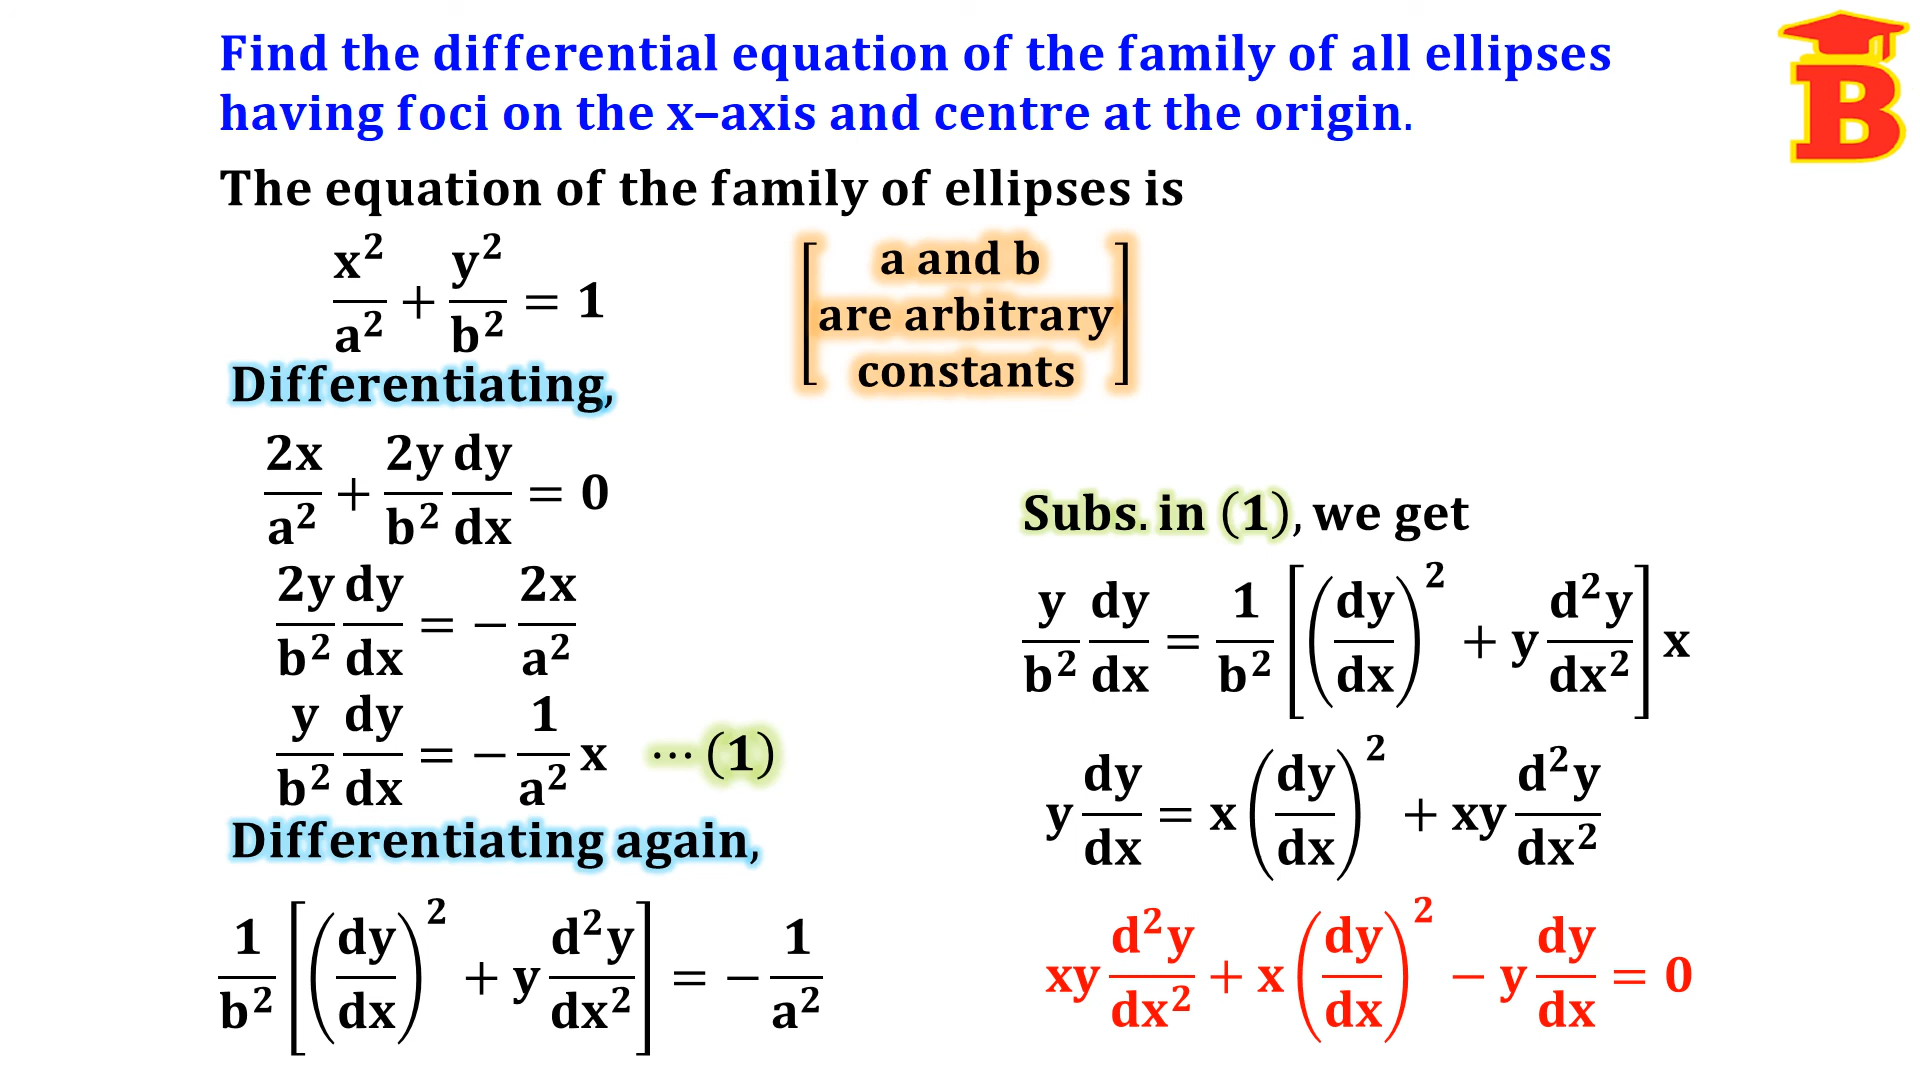 Find the differential equation of the family of all ellipses
having foci on the x–axis and centre at the origin.
B
The equation of the family of ellipses is
x²/a² + y²/b² = 1
[a and b
are arbitrary
constants]
Differentiating,
2x/a² + 2y/b² dy/dx = 0
2y/b² dy/dx = − 2x/a²
y/b² dy/dx = − 1/a² x ⋯ (1)
Differentiating again,
1/b² [(dy/dx)² + y d²y/dx²] = − 1/a²
Subs. in (1), we get
y/b² dy/dx = 1/b² [(dy/dx)² + y d²y/dx²] x
y dy/dx = x (dy/dx)² + xy d²y/dx²
xy d²y/dx² + x (dy/dx)² − y dy/dx = 0